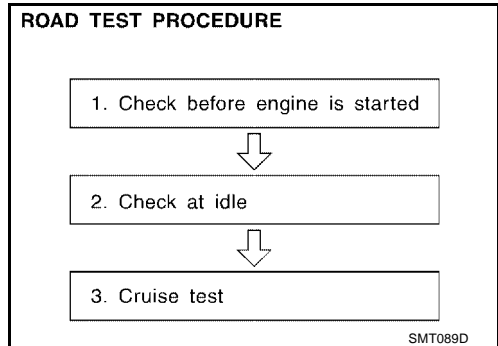 ROAD TEST PROCEDURE
1. Check before engine is started
2. Check at idle
3. Cruise test
SMT089D